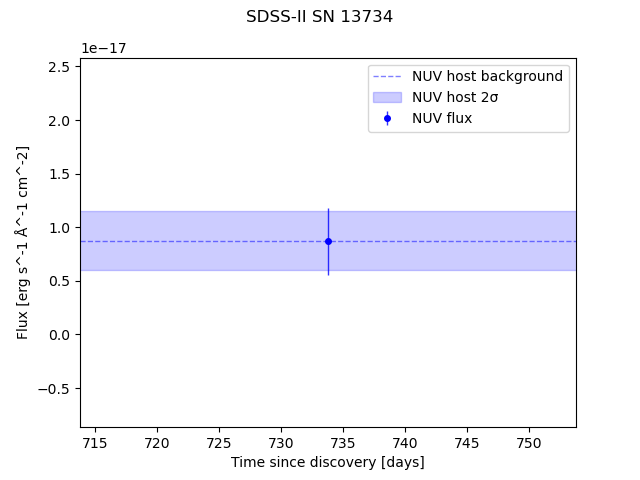 SDSS-II SN 13734
1e−17
2.5
2.0
1.5
1.0
0.5
0.0
−0.5
Flux [erg s^-1 Å^-1 cm^-2]
NUV host background
NUV host 2σ
NUV flux
715 720 725 730 735 740 745 750
Time since discovery [days]